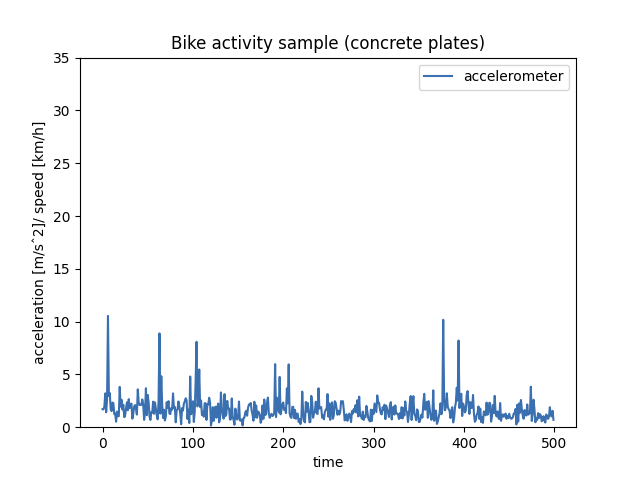 Bike activity sample (concrete plates)
accelerometer
acceleration [m/sˆ2]/ speed [km/h]
35
30
25
20
15
10
5
0
0 100 200 300 400 500
time